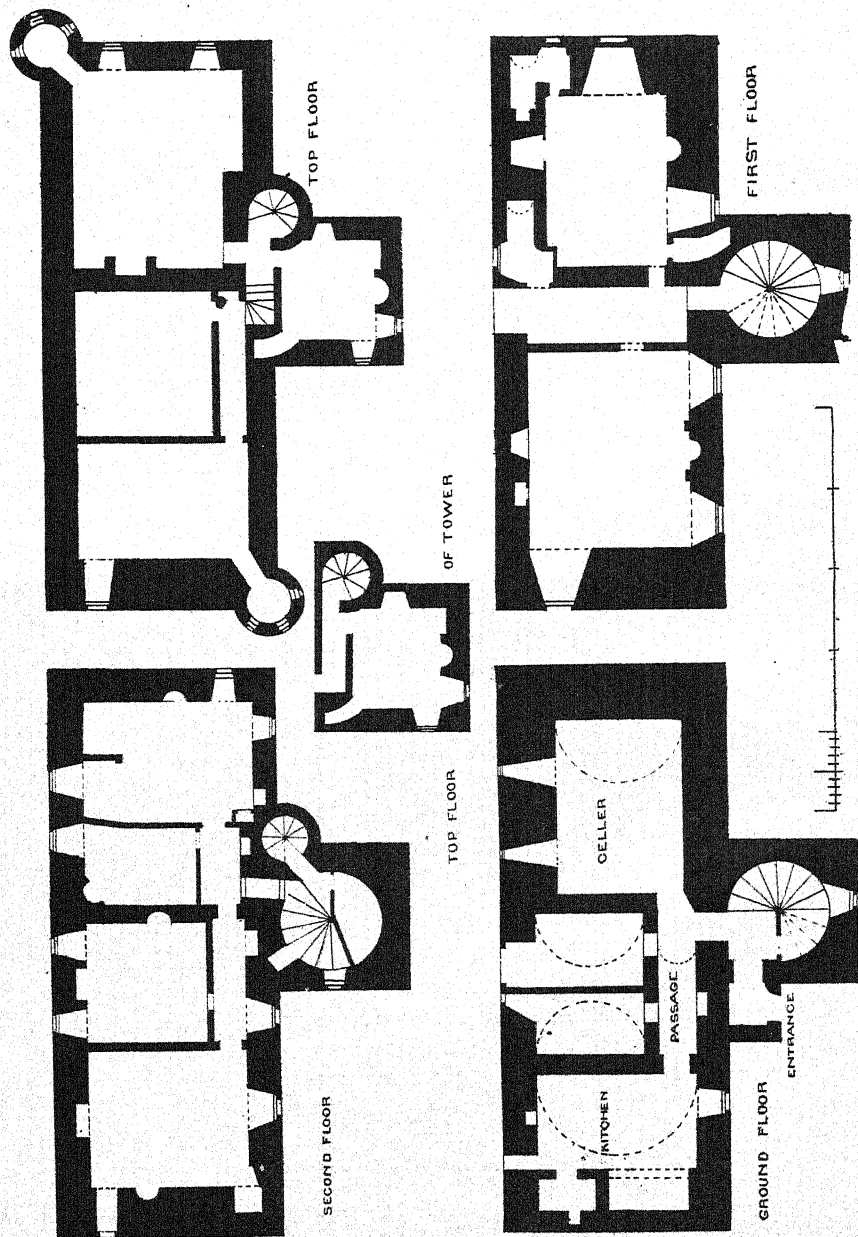 TOP FLOOR
FIRST FLOOR
TOP FLOOR OF TOWER
SECOND FLOOR
CELLER
PASSAGE
KITCHEN
ENTRANCE
GROUND FLOOR